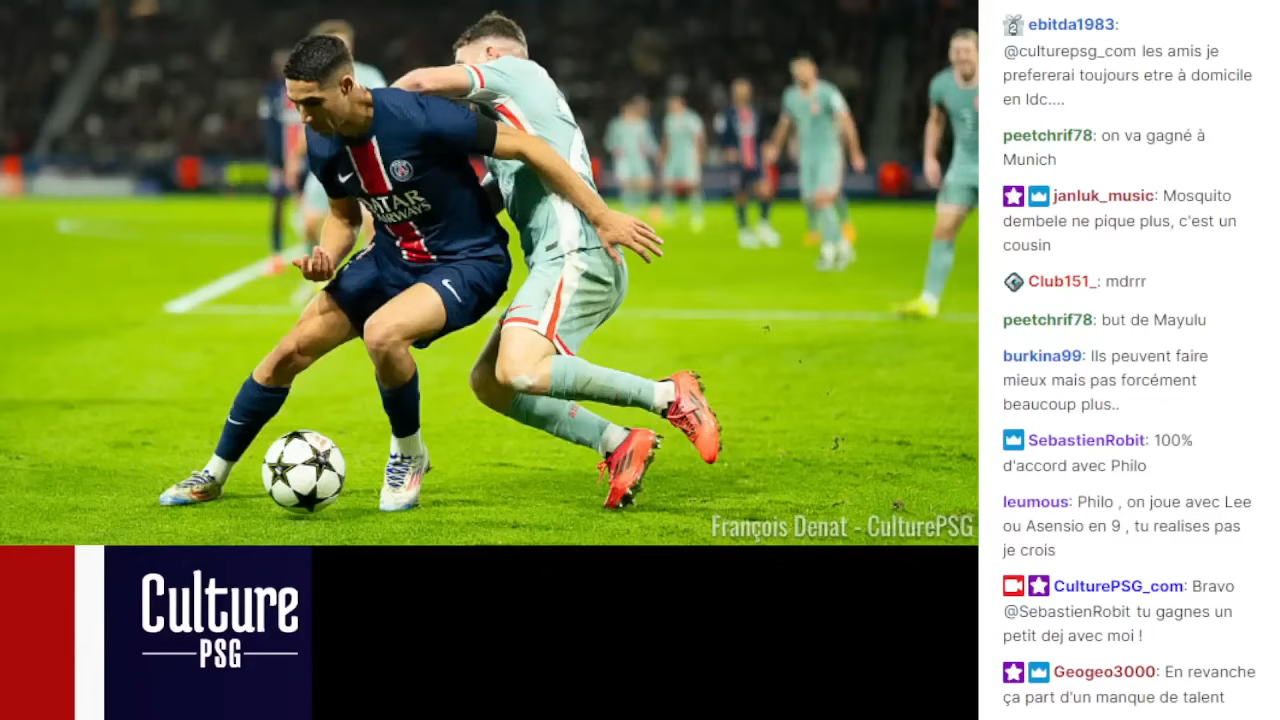 QATAR
AIRWAYS
François Denat - CulturePSG
Culture
PSG
ebitda1983:
@culturepsg_com les amis je
prefererai toujours etre à domicile
en ldc....
peetchrif78: on va gagné à
Munich
janluk_music: Mosquito
dembele ne pique plus, c'est un
cousin
Club151_: mdrrr
peetchrif78: but de Mayulu
burkina99: Ils peuvent faire
mieux mais pas forcément
beaucoup plus..
SebastienRobit: 100%
d'accord avec Philo
leumous: Philo , on joue avec Lee
ou Asensio en 9 , tu realises pas
je crois
CulturePSG_com: Bravo
@SebastienRobit tu gagnes un
petit dej avec moi !
Geogeo3000: En revanche
ça part d'un manque de talent